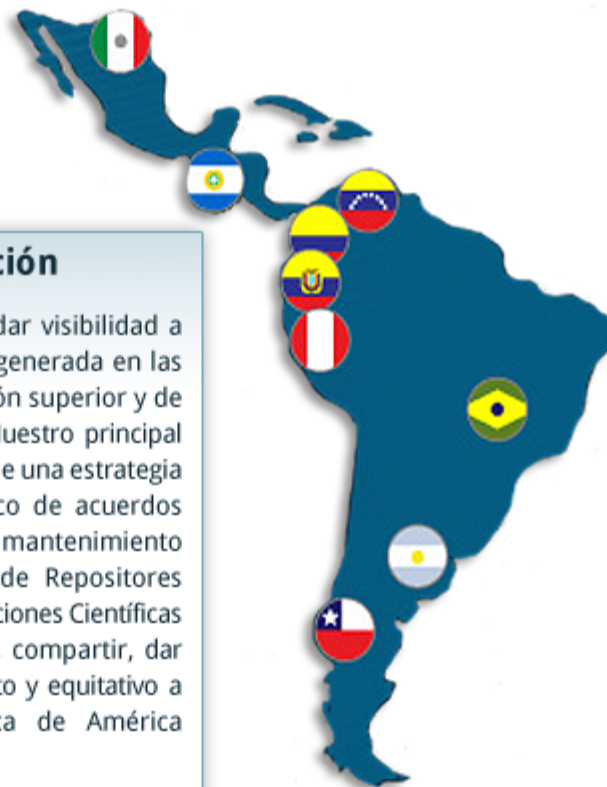 ción
dar visibilidad a
generada en las
ón superior y de
uestro principal
e una estrategia
co de acuerdos
mantenimiento
de Repositores
ciones Científicas
compartir, dar
to y equitativo a
ca de América